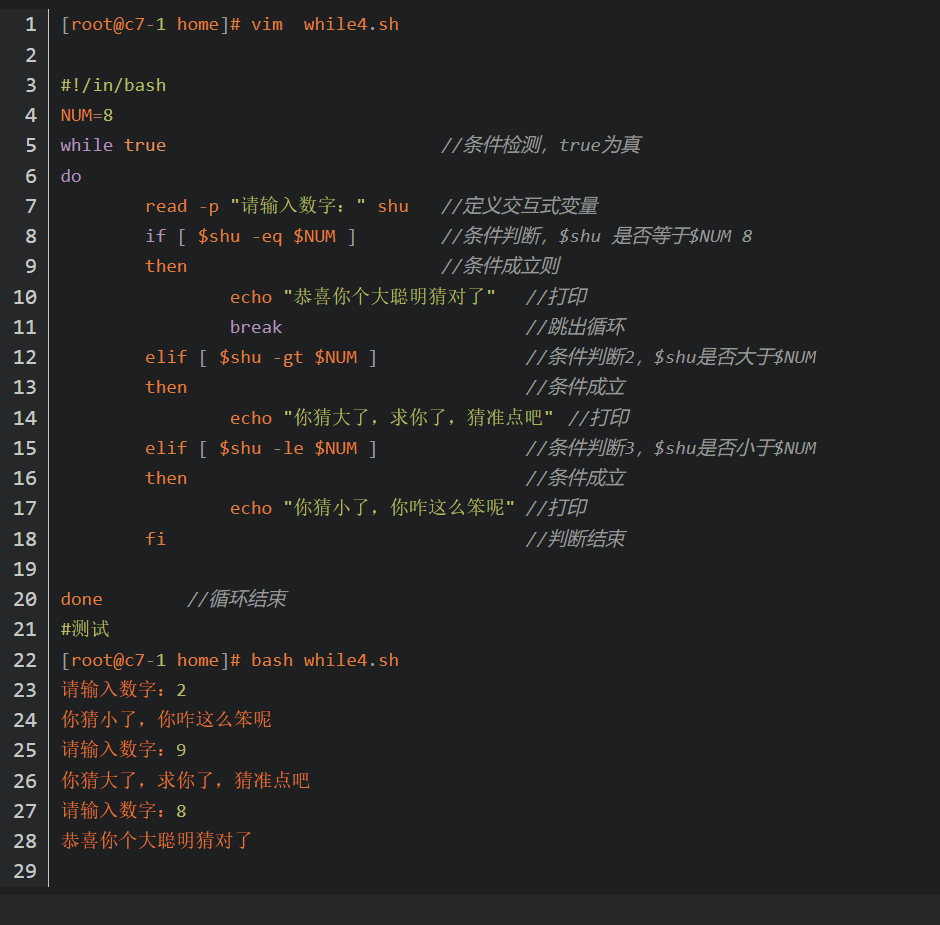 1 [root@c7-1 home]# vim  while4.sh
2
3 #!/in/bash
4 NUM=8
5 while true                          //条件检测，true为真
6 do
7         read -p "请输入数字：" shu   //定义交互式变量
8         if [ $shu -eq $NUM ]        //条件判断，$shu 是否等于$NUM 8
9         then                        //条件成立则
10                 echo "恭喜你个大聪明猜对了"   //打印
11                 break                       //跳出循环
12         elif [ $shu -gt $NUM ]              //条件判断2，$shu是否大于$NUM
13         then                                //条件成立
14                 echo "你猜大了，求你了，猜准点吧" //打印
15         elif [ $shu -le $NUM ]              //条件判断3，$shu是否小于$NUM
16         then                                //条件成立
17                 echo "你猜小了，你咋这么笨呢" //打印
18         fi                                  //判断结束
19
20 done        //循环结束
21 #测试
22 [root@c7-1 home]# bash while4.sh
23 请输入数字：2
24 你猜小了，你咋这么笨呢
25 请输入数字：9
26 你猜大了，求你了，猜准点吧
27 请输入数字：8
28 恭喜你个大聪明猜对了
29